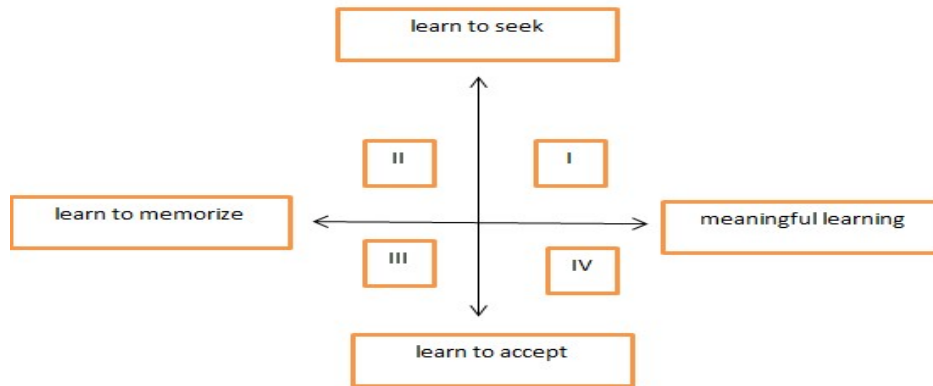 learn to seek
II
I
learn to memorize
meaningful learning
III
IV
learn to accept